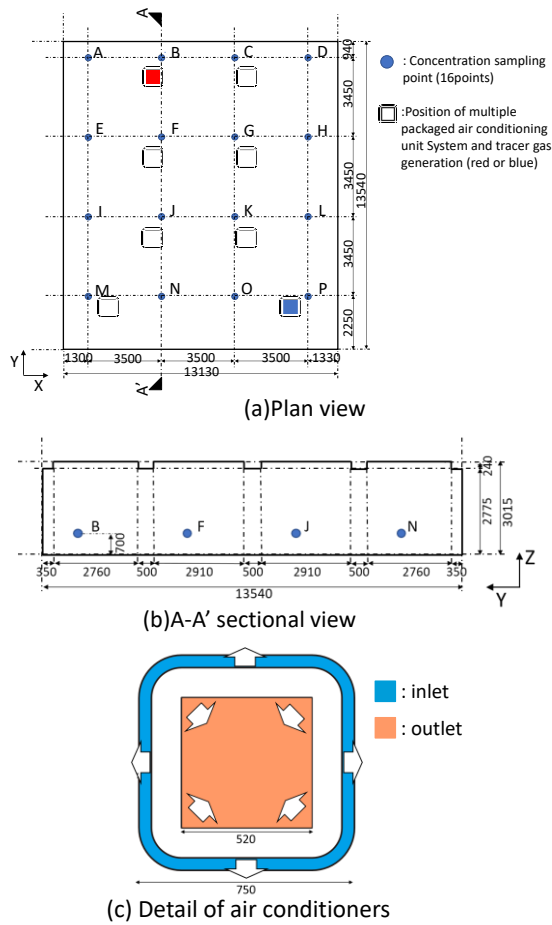 A
A B C D
940
: Concentration sampling
point (16points)
3450
:Position of multiple
packaged air conditioning
unit System and tracer gas
generation (red or blue)
E F G H
3450
13540
I J K L
3450
M N O P
2250
1300 3500 3500 3500 1330
13130
Y
X
A'
(a)Plan view
240
B F J N
700
2775
3015
350 2760 500 2910 500 2910 500 2760 350
13540
Z
Y
(b)A-A’ sectional view
: inlet
: outlet
520
750
(c) Detail of air conditioners